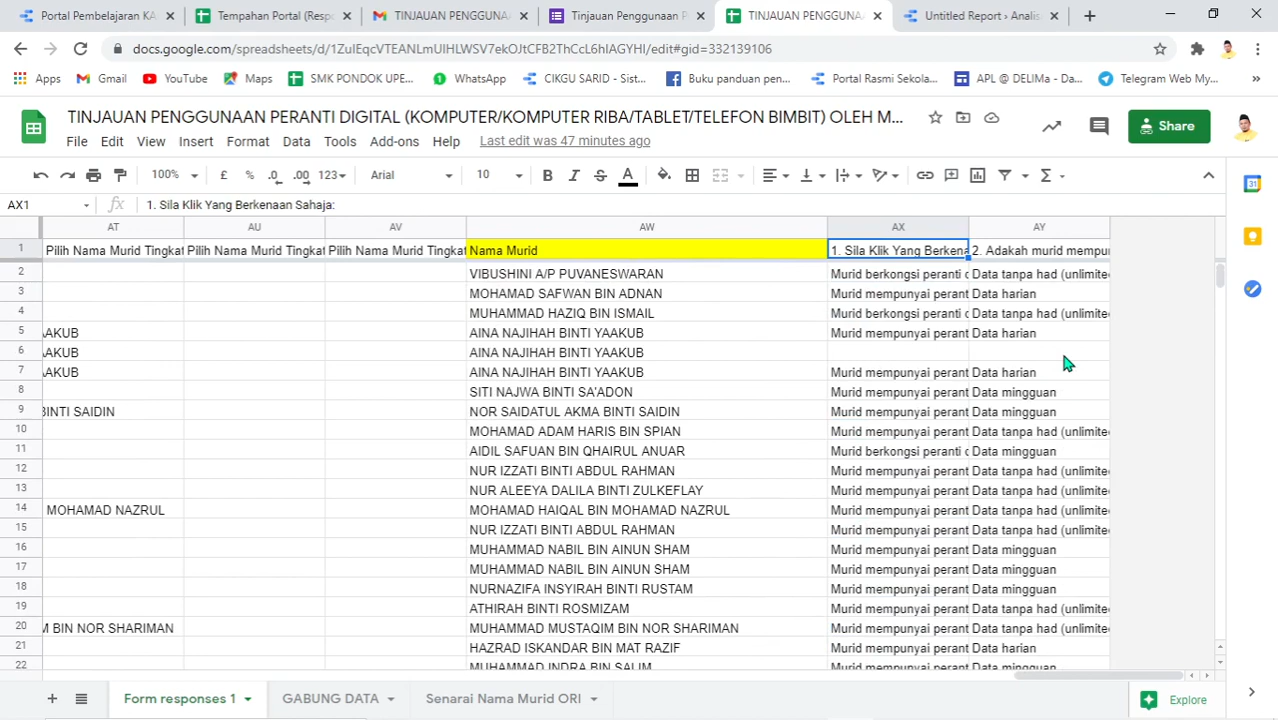 Portal Pembelajaran KA
Tempahan Portal (Respo
TINJAUAN PENGGUNA
Tinjauan Penggunaan P
TINJAUAN PENGGUNA
Untitled Report › Analis
docs.google.com/spreadsheets/d/
/edit#gid=332139106
Apps
Gmail
YouTube
Maps
SMK PONDOK UPE...
WhatsApp
CIKGU SARID - Sist...
Buku panduan pen...
Portal Rasmi Sekola...
APL @ DELIMa - Da...
Telegram Web My...
TINJAUAN PENGGUNAAN PERANTI DIGITAL (KOMPUTER/KOMPUTER RIBA/TABLET/TELEFON BIMBIT) OLEH M...
Share
File Edit View Insert Format Data Tools Add-ons Help Last edit was 47 minutes ago
100% £ % .0 .00 123 Arial 10 B I S A
AX1 fx 1. Sila Klik Yang Berkenaan Sahaja:
AT AU AV AW AX AY
1 Pilih Nama Murid Tingkat Pilih Nama Murid Tingkat Pilih Nama Murid Tingkat Nama Murid 1. Sila Klik Yang Berkena 2. Adakah murid mempu
2 VIBUSHINI A/P PUVANESWARAN Murid berkongsi peranti d Data tanpa had (unlimite
3 MOHAMAD SAFWAN BIN ADNAN Murid mempunyai perant Data harian
4 MUHAMMAD HAZIQ BIN ISMAIL Murid berkongsi peranti d Data tanpa had (unlimite
5 AAKUB AINA NAJIHAH BINTI YAAKUB Murid mempunyai perant Data harian
6 AAKUB AINA NAJIHAH BINTI YAAKUB
7 AAKUB AINA NAJIHAH BINTI YAAKUB Murid mempunyai perant Data harian
8 SITI NAJWA BINTI SA'ADON Murid mempunyai perant Data mingguan
9 BINTI SAIDIN NOR SAIDATUL AKMA BINTI SAIDIN Murid mempunyai perant Data mingguan
10 MOHAMAD ADAM HARIS BIN SPIAN Murid mempunyai perant Data tanpa had (unlimite
11 AIDIL SAFUAN BIN QHAIRUL ANUAR Murid berkongsi peranti d Data mingguan
12 NUR IZZATI BINTI ABDUL RAHMAN Murid mempunyai perant Data tanpa had (unlimite
13 NUR ALEEYA DALILA BINTI ZULKEFLAY Murid mempunyai perant Data tanpa had (unlimite
14 MOHAMAD NAZRUL MOHAMAD HAIQAL BIN MOHAMAD NAZRUL Murid mempunyai perant Data tanpa had (unlimite
15 NUR IZZATI BINTI ABDUL RAHMAN Murid mempunyai perant Data tanpa had (unlimite
16 MUHAMMAD NABIL BIN AINUN SHAM Murid mempunyai perant Data mingguan
17 MUHAMMAD NABIL BIN AINUN SHAM Murid mempunyai perant Data mingguan
18 NURNAZIFA INSYIRAH BINTI RUSTAM Murid mempunyai perant Data mingguan
19 ATHIRAH BINTI ROSMIZAM Murid mempunyai perant Data tanpa had (unlimite
20 M BIN NOR SHARIMAN MUHAMMAD MUSTAQIM BIN NOR SHARIMAN Murid mempunyai perant Data tanpa had (unlimite
21 HAZRAD ISKANDAR BIN MAT RAZIF Murid mempunyai perant Data harian
22 MUHAMMAD INDRA BIN SALIM Murid mempunyai perant Data mingguan
Form responses 1 GABUNG DATA Senarai Nama Murid ORI Explore